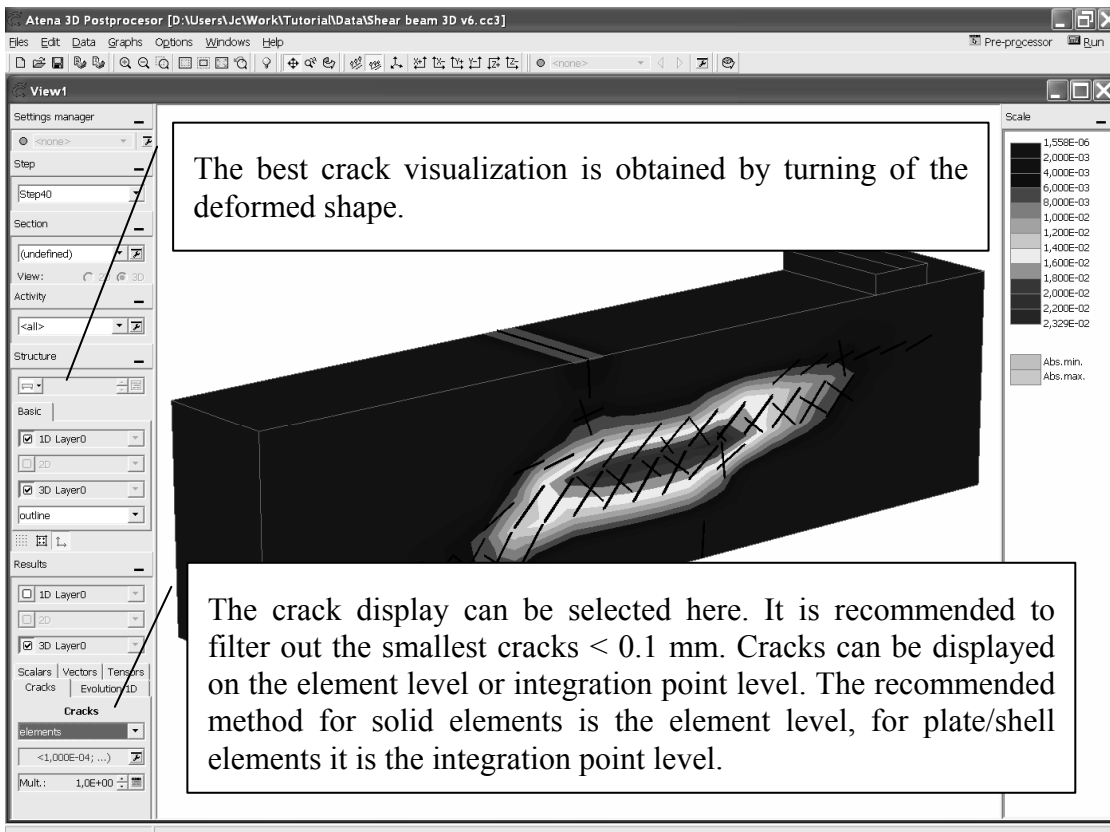 Atena 3D Postprocesor [D:\Users\Jc\Work\Tutorial\Data\Shear beam 3D v6.cc3]
Files Edit Data Graphs Options Windows Help
Pre-processor Run
<none>
View1
Settings manager
<none>
Step
Step40
Section
(undefined)
View: 2D 3D
Activity
<all>
Structure
Basic
1D Layer0
2D
3D Layer0
outline
Results
1D Layer0
2D
3D Layer0
Scalars Vectors Tensors
Cracks Evolution 1D
Cracks
elements
<1,000E-04; ...)
Mult.: 1,0E+00
The best crack visualization is obtained by turning of the
deformed shape.
The crack display can be selected here. It is recommended to
filter out the smallest cracks < 0.1 mm. Cracks can be displayed
on the element level or integration point level. The recommended
method for solid elements is the element level, for plate/shell
elements it is the integration point level.
Scale
1,558E-06
2,000E-03
4,000E-03
6,000E-03
8,000E-03
1,000E-02
1,200E-02
1,400E-02
1,600E-02
1,800E-02
2,000E-02
2,200E-02
2,329E-02
Abs.min.
Abs.max.